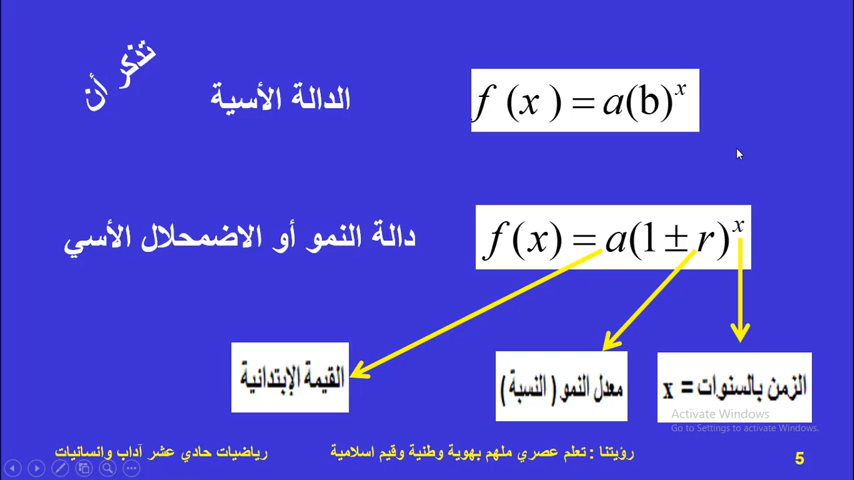 تذكر أن
الدالة الأسية
f (x) = a(b)^x
دالة النمو أو الاضمحلال الأسي
f(x) = a(1 ± r)^x
القيمة الإبتدائية
معدل النمو ( النسبة )
الزمن بالسنوات = x
Activate Windows
Go to Settings to activate Windows.
رؤيتنا : تعلم عصري ملهم بهوية وطنية وقيم اسلامية
رياضيات حادي عشر آداب وانسانيات
5